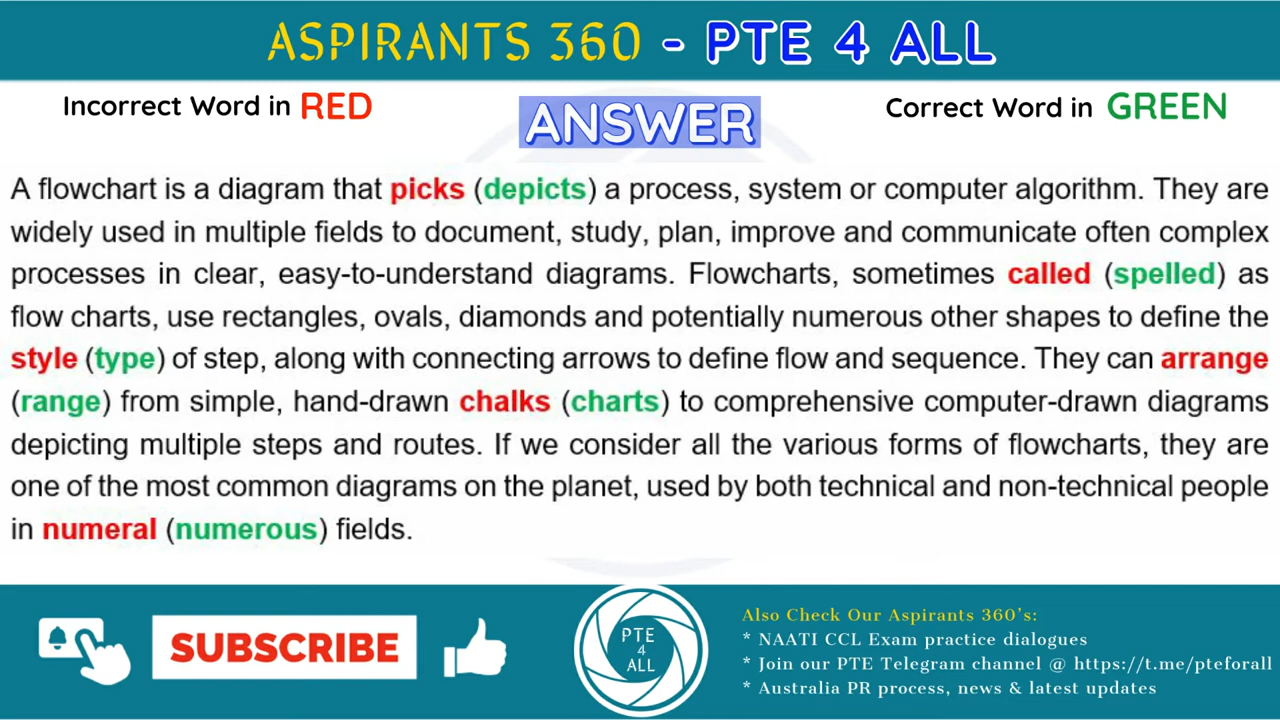 ASPIRANTS 360 - PTE 4 ALL
Incorrect Word in RED
ANSWER
Correct Word in GREEN
A flowchart is a diagram that picks (depicts) a process, system or computer algorithm. They are
widely used in multiple fields to document, study, plan, improve and communicate often complex
processes in clear, easy-to-understand diagrams. Flowcharts, sometimes called (spelled) as
flow charts, use rectangles, ovals, diamonds and potentially numerous other shapes to define the
style (type) of step, along with connecting arrows to define flow and sequence. They can arrange
(range) from simple, hand-drawn chalks (charts) to comprehensive computer-drawn diagrams
depicting multiple steps and routes. If we consider all the various forms of flowcharts, they are
one of the most common diagrams on the planet, used by both technical and non-technical people
in numeral (numerous) fields.
SUBSCRIBE
PTE
4
ALL
Also Check Our Aspirants 360's:
* NAATI CCL Exam practice dialogues
* Join our PTE Telegram channel @ https://t.me/pteforall
* Australia PR process, news & latest updates